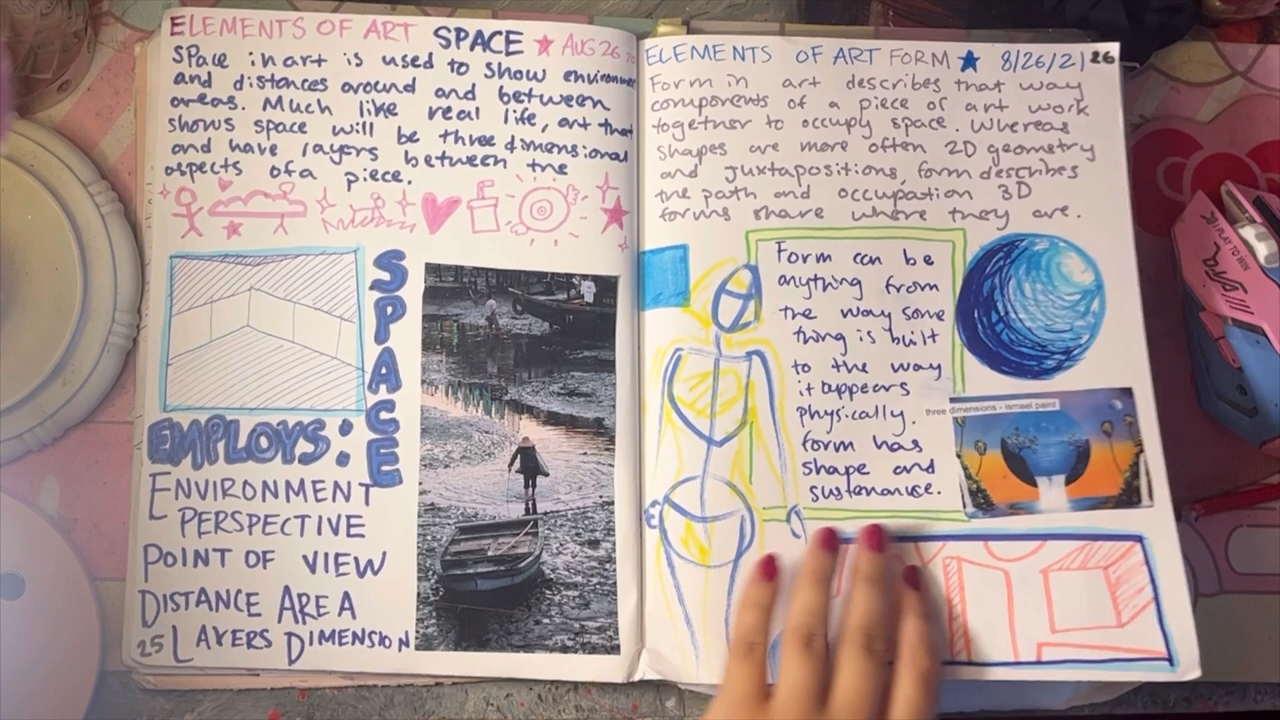 ELEMENTS OF ART SPACE ★ AUG 26
Space in art is used to show environment
and distances around and between
areas. Much like real life, art that
shows space will be three dimensional
and have layers between the
aspects of a piece.
SPACE
EMPLOYS:
ENVIRONMENT
PERSPECTIVE
POINT OF VIEW
DISTANCE AREA
LAYERS DIMENSION
25
ELEMENTS OF ART FORM ★ 8/26/21
26
Form in art describes that way
components of a piece of art work
together to occupy space. Whereas
shapes are more often 2D geometry
and juxtapositions, form describes
the path and occupation 3D
forms share where they are.
Form can be
anything from
the way some
thing is built
to the way
it appears
physically.
Form has
shape and
sustenance.
three dimensions - ismael paint
I PLAY TO WIN